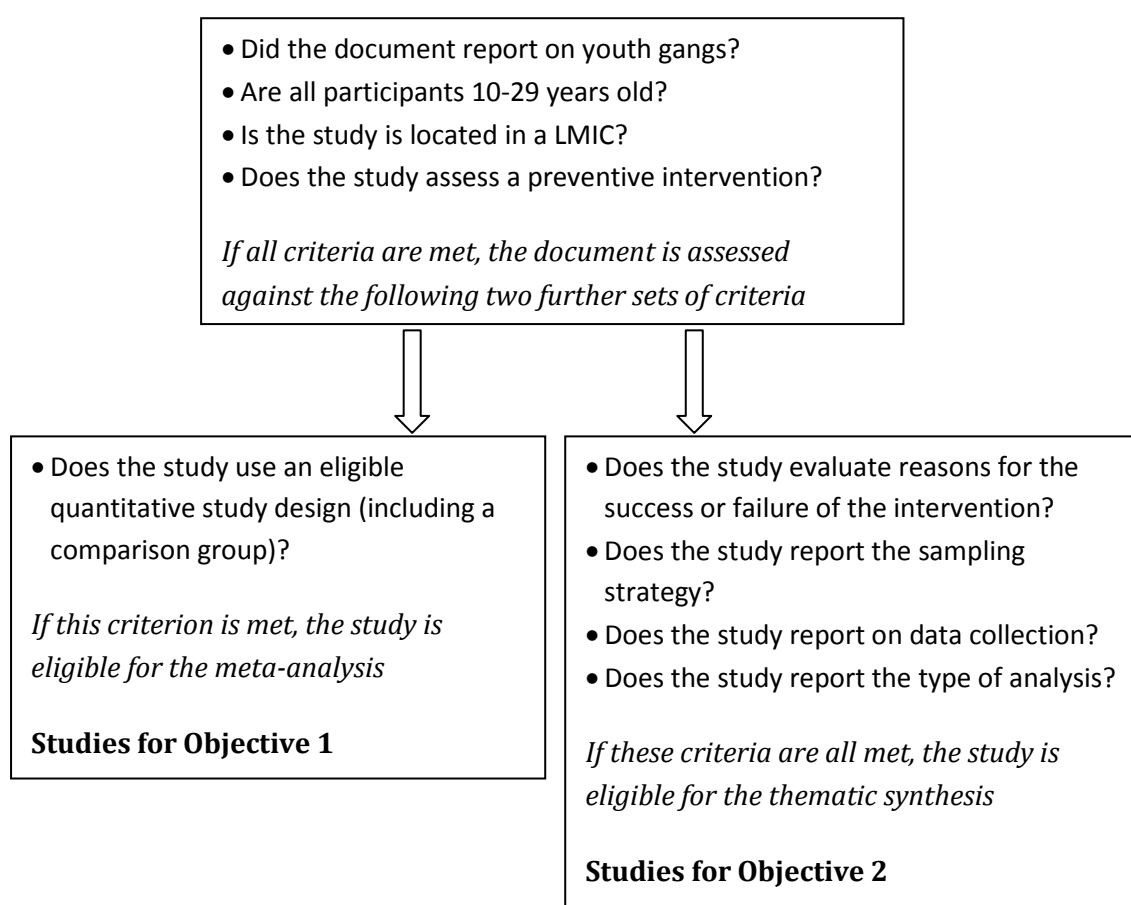 • Did the document report on youth gangs?
• Are all participants 10-29 years old?
• Is the study is located in a LMIC?
• Does the study assess a preventive intervention?
If all criteria are met, the document is assessed
against the following two further sets of criteria
• Does the study use an eligible
quantitative study design (including a
comparison group)?
If this criterion is met, the study is
eligible for the meta-analysis
Studies for Objective 1
• Does the study evaluate reasons for the
success or failure of the intervention?
• Does the study report the sampling
strategy?
• Does the study report on data collection?
• Does the study report the type of analysis?
If these criteria are all met, the study is
eligible for the thematic synthesis
Studies for Objective 2